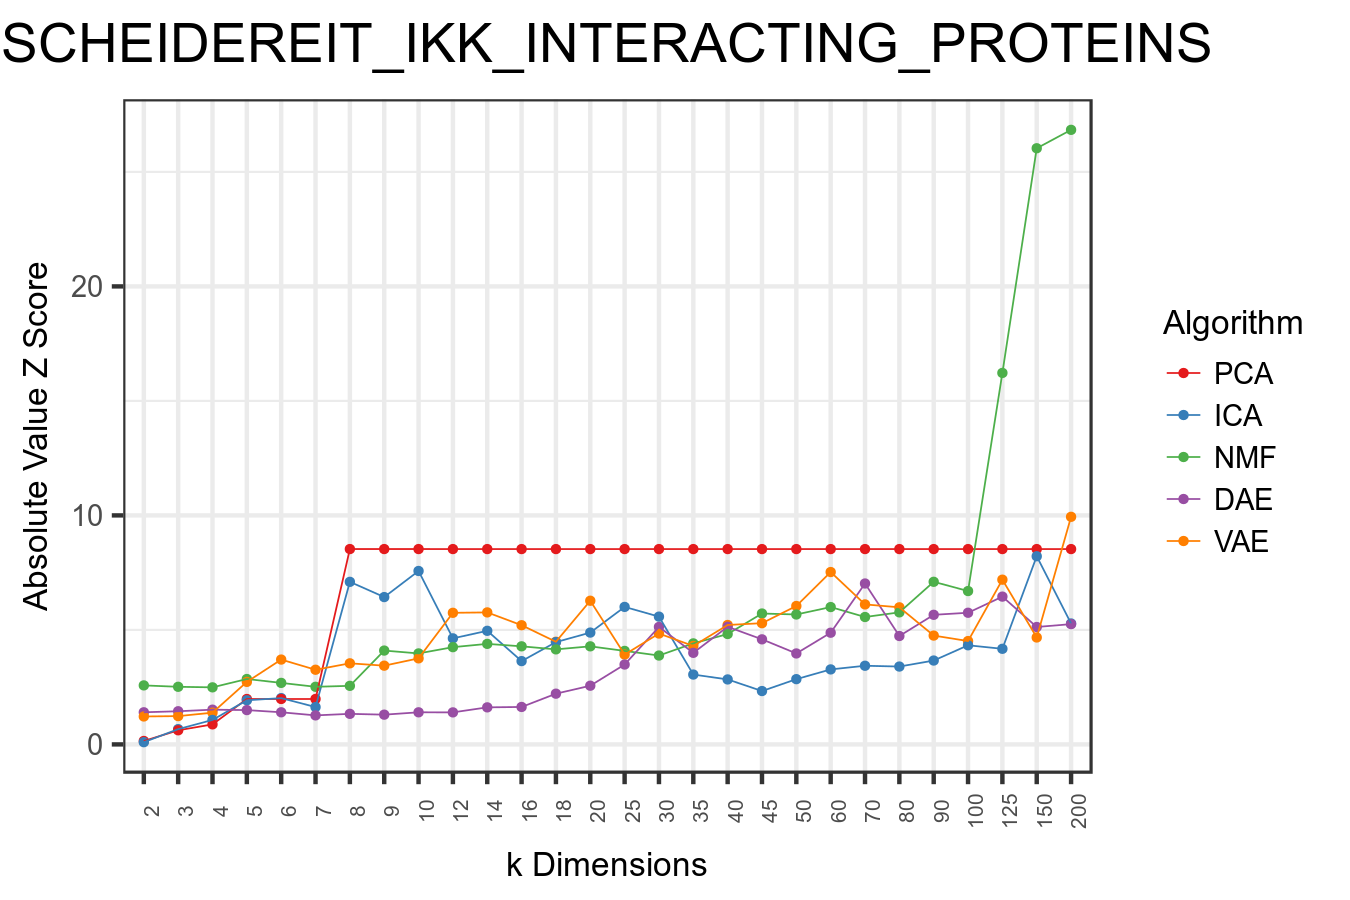 SCHEIDEREIT_IKK_INTERACTING_PROTEINS
Absolute Value Z Score
20
10
0
2 3 4 5 6 7 8 9 10 12 14 16 18 20 25 30 35 40 45 50 60 70 80 90 100 125 150 200
k Dimensions
Algorithm
PCA
ICA
NMF
DAE
VAE